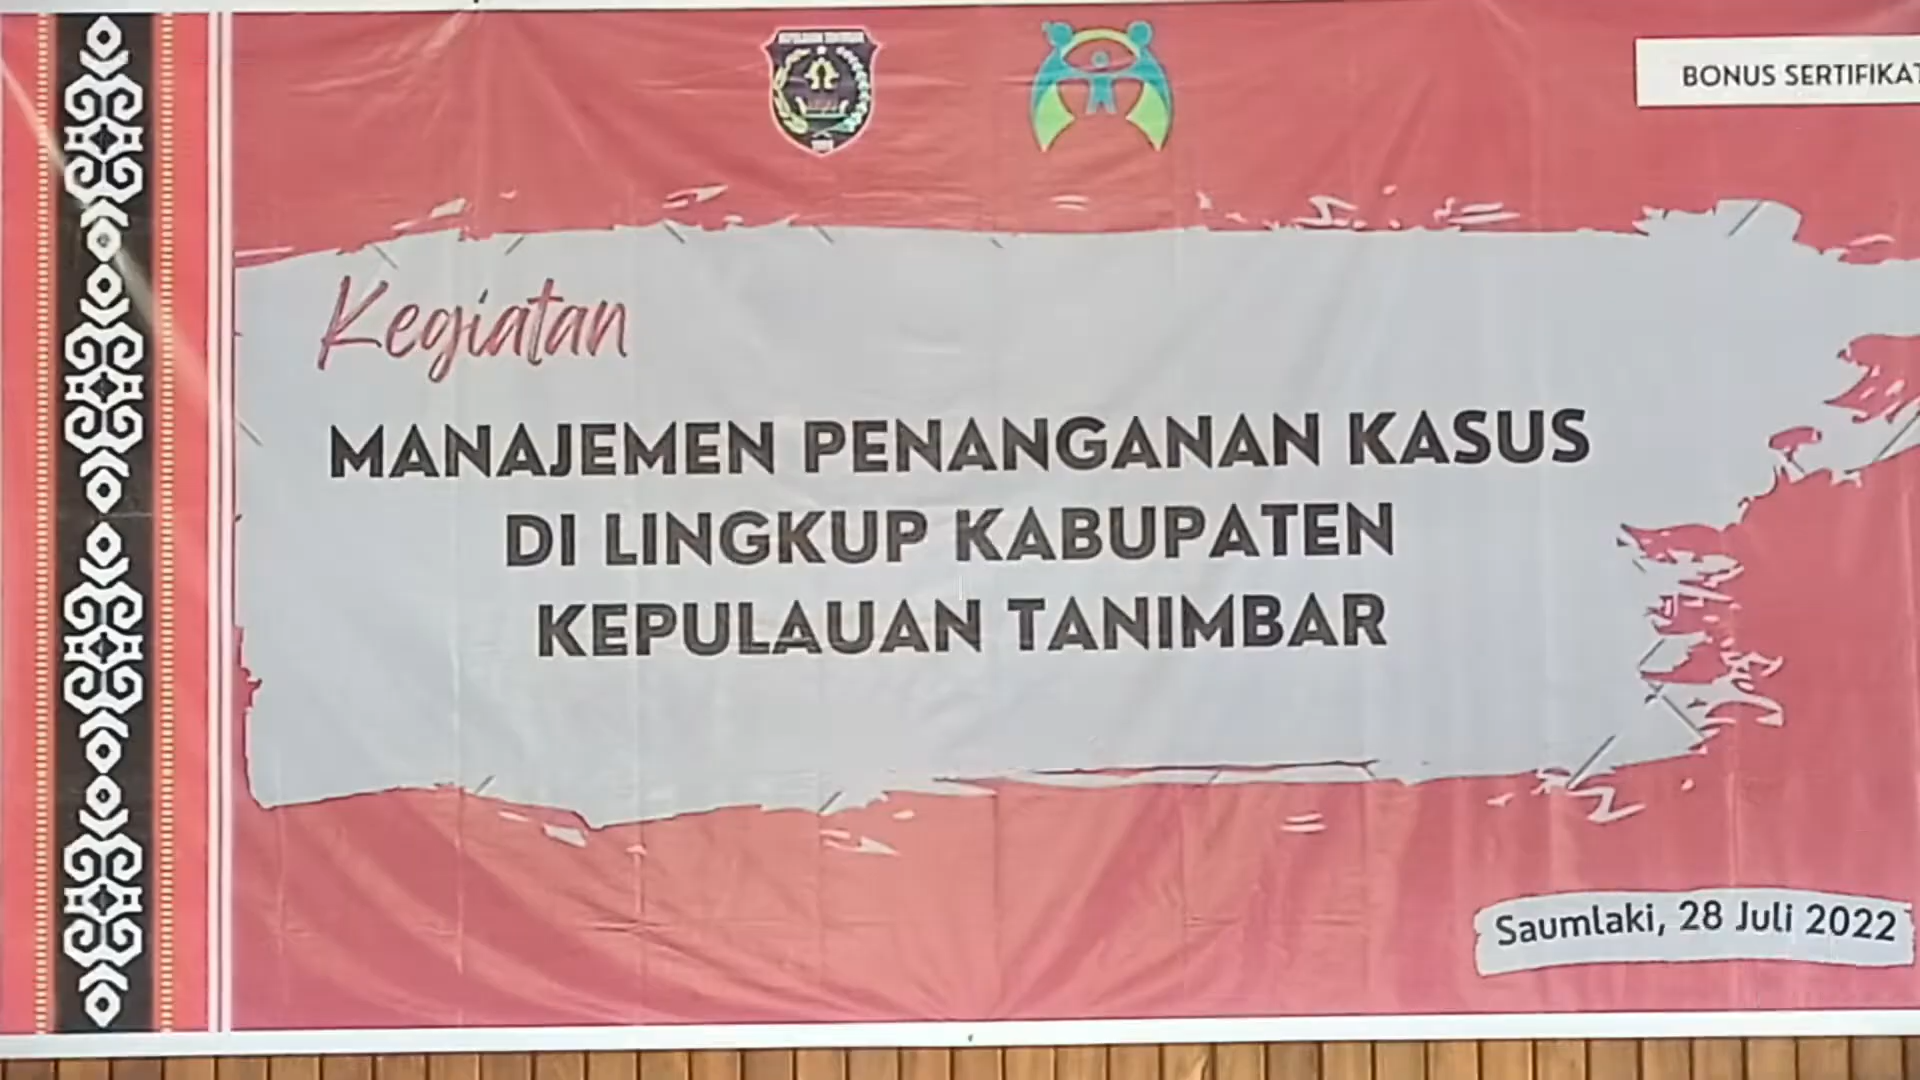 BONUS SERTIFIKAT
Kegiatan
MANAJEMEN PENANGANAN KASUS
DI LINGKUP KABUPATEN
KEPULAUAN TANIMBAR
Saumlaki, 28 Juli 2022